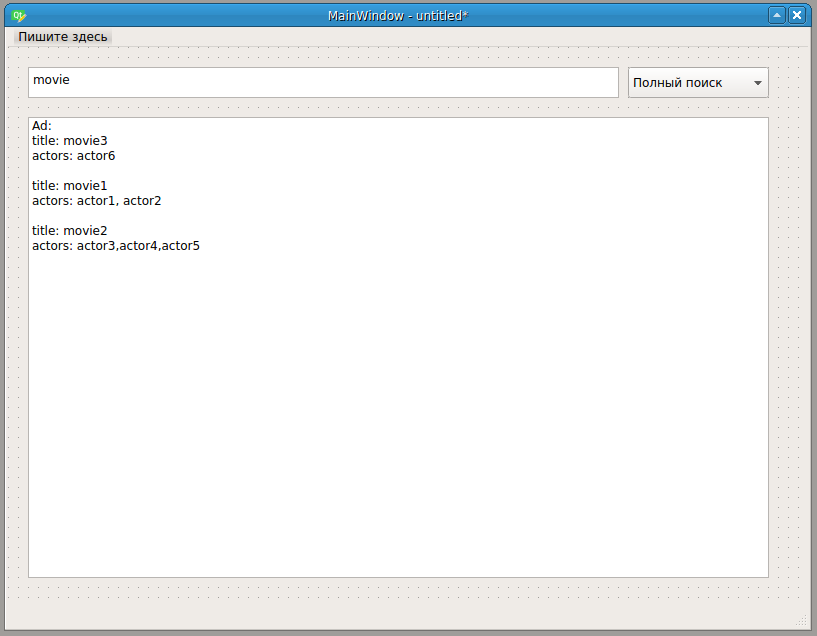 MainWindow - untitled*
Пишите здесь
movie
Полный поиск
Ad:
title: movie3
actors: actor6
title: movie1
actors: actor1, actor2
title: movie2
actors: actor3,actor4,actor5